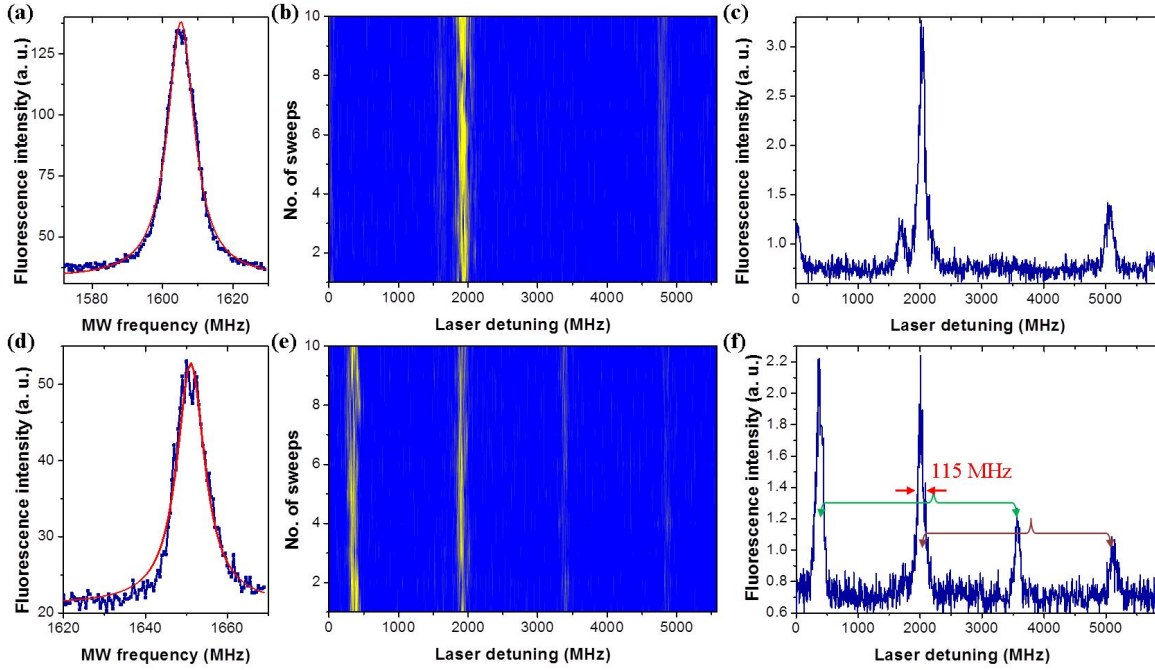 (a)
Fluorescence intensity (a. u.)
125
100
75
50
1580 1600 1620
MW frequency (MHz)
(b)
No. of sweeps
10
8
6
4
2
0 1000 2000 3000 4000 5000
Laser detuning (MHz)
(c)
Fluorescence intensity (a. u.)
3.0
2.5
2.0
1.5
1.0
0 1000 2000 3000 4000 5000
Laser detuning (MHz)
(d)
Fluorescence intensity (a. u.)
50
40
30
20
1620 1640 1660
MW frequency (MHz)
(e)
No. of sweeps
10
8
6
4
2
0 1000 2000 3000 4000 5000
Laser detuning (MHz)
(f)
Fluorescence intensity (a. u.)
2.2
2.0
1.8
1.6
1.4
1.2
1.0
0.8
0.6
115 MHz
0 1000 2000 3000 4000 5000
Laser detuning (MHz)